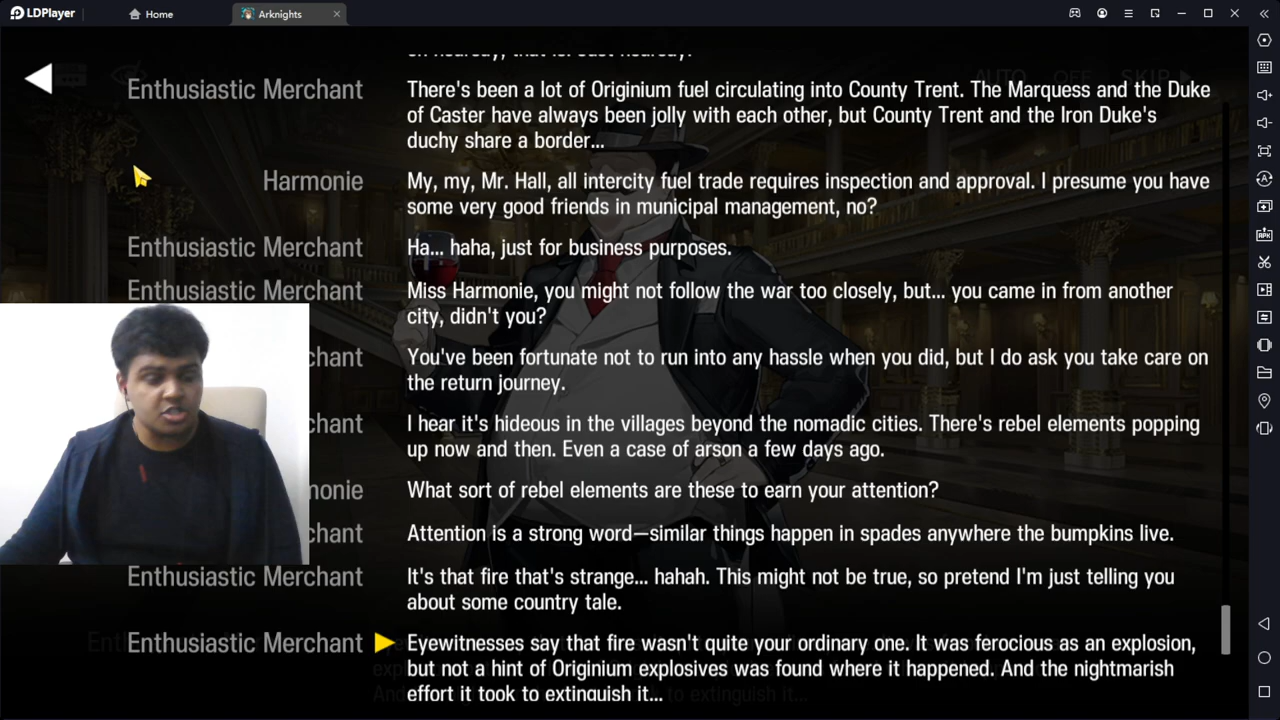 LDPlayer
Home
Arknights
AUTO OFF SKIP
Enthusiastic Merchant
There's been a lot of Originium fuel circulating into County Trent. The Marquess and the Duke
of Caster have always been jolly with each other, but County Trent and the Iron Duke's
duchy share a border...
Harmonie
My, my, Mr. Hall, all intercity fuel trade requires inspection and approval. I presume you have
some very good friends in municipal management, no?
Enthusiastic Merchant
Ha... haha, just for business purposes.
Enthusiastic Merchant
Miss Harmonie, you might not follow the war too closely, but... you came in from another
city, didn't you?
chant
You've been fortunate not to run into any hassle when you did, but I do ask you take care on
the return journey.
chant
I hear it's hideous in the villages beyond the nomadic cities. There's rebel elements popping
up now and then. Even a case of arson a few days ago.
monie
What sort of rebel elements are these to earn your attention?
chant
Attention is a strong word—similar things happen in spades anywhere the bumpkins live.
Enthusiastic Merchant
It's that fire that's strange... hahah. This might not be true, so pretend I'm just telling you
about some country tale.
Enthusiastic Merchant
Eyewitnesses say that fire wasn't quite your ordinary one. It was ferocious as an explosion,
but not a hint of Originium explosives was found where it happened. And the nightmarish
effort it took to extinguish it...